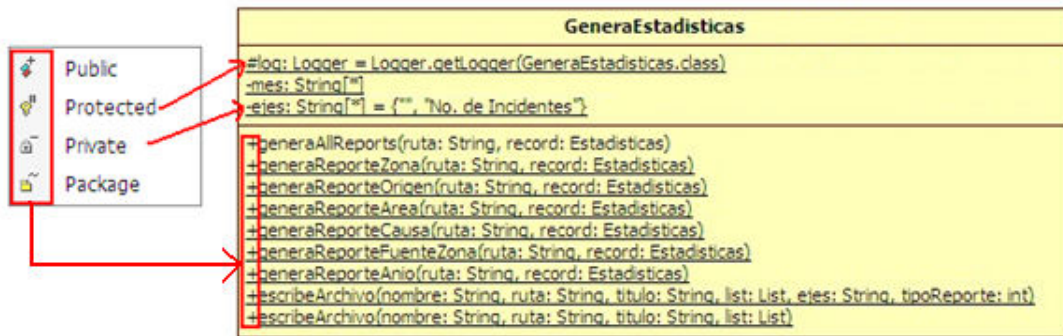 Public
Protected
Private
Package
GeneraEstadisticas
#log: Logger = Logger.getLogger(GeneraEstadisticas.class)
-mes: String[*]
-ejes: String[*] = {"", "No. de Incidentes"}
+generaAllReports(ruta: String, record: Estadisticas)
+generaReporteZona(ruta: String, record: Estadisticas)
+generaReporteOrigen(ruta: String, record: Estadisticas)
+generaReporteArea(ruta: String, record: Estadisticas)
+generaReporteCausa(ruta: String, record: Estadisticas)
+generaReporteFuenteZona(ruta: String, record: Estadisticas)
+generaReporteAnio(ruta: String, record: Estadisticas)
+escribeArchivo(nombre: String, ruta: String, titulo: String, list: List, ejes: String, tipoReporte: int)
+escribeArchivo(nombre: String, ruta: String, titulo: String, list: List)